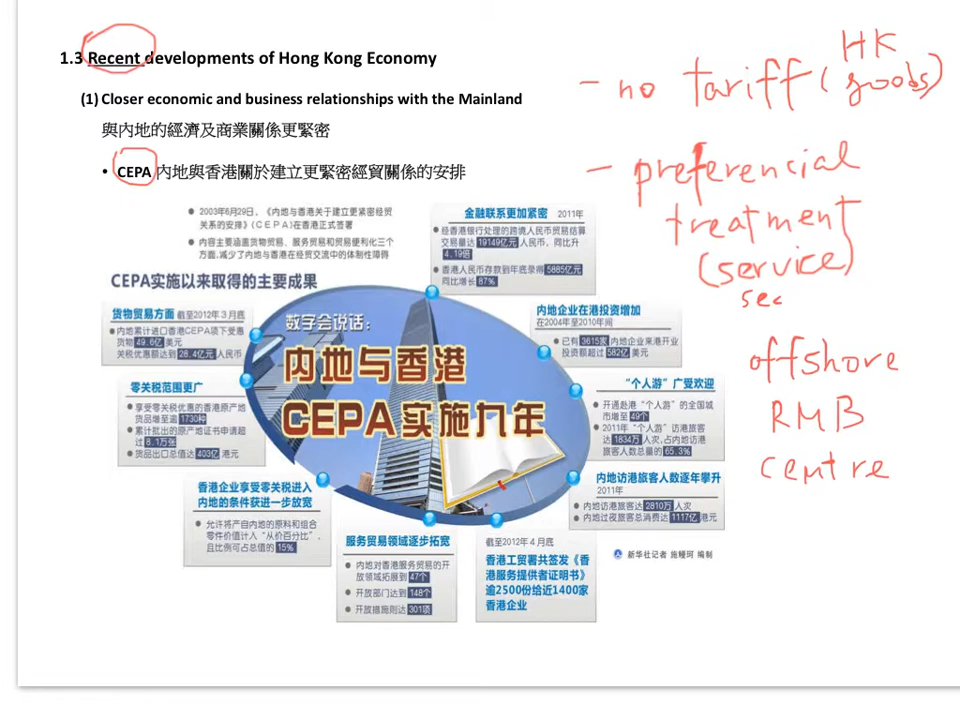 1.3 Recent developments of Hong Kong Economy
(1) Closer economic and business relationships with the Mainland
與內地的經濟及商業關係更緊密
• CEPA 內地與香港關於建立更緊密經貿關係的安排
- no tariff (HK goods)
- preferencial
treatment
(service)
sec
offshore
RMB
centre
● 2003年6月29日，《内地与香港关于建立更紧密经贸
关系的安排》(CEPA)在香港正式签署
● 内容主要涵盖货物贸易、服务贸易和贸易便利化三个
方面,减少了内地与香港在经贸交流中的体制性障碍
CEPA实施以来取得的主要成果
金融联系更加紧密 2011年
● 经香港银行处理的跨境人民币贸易结算
交易量达19149亿元人民币，同比升
4.19倍
● 香港人民币存款到年底录得5885亿元
同比增长87%
货物贸易方面 截至2012年3月底
● 内地累计进口香港CEPA项下受惠
货物49.6亿美元
关税优惠额达到28.4亿元人民币
零关税范围更广
● 享受零关税优惠的香港原产地
货品增至逾1730种
● 累计批出的原产地证书申请超
过8.1万张
● 货品出口总值达403亿港元
香港企业享受零关税进入
内地的条件获进一步放宽
● 允许将产自内地的原料和组合
零件价值计入“从价百分比”，
且比例可占总值的15%
数字会说话：
内地与香港
CEPA实施九年
内地企业在港投资增加
在2004年至2010年间
● 已有3615家内地企业来港开业
投资额超过582亿美元
“个人游”广受欢迎
● 开通赴港“个人游”的全国城
市增至49个
● 2011年“个人游”访港旅客
达1834万人次,占内地访港
旅客人数总量的65.3%
内地访港旅客人数逐年攀升
2011年
● 内地访港旅客达2810万人次
● 内地过夜旅客总消费达1117亿港元
服务贸易领域逐步拓宽
● 内地对香港服务贸易的开
放领域拓展到47个
● 开放部门达到148个
● 开放措施则达301项
截至2012年4月底
香港工贸署共签发《香
港服务提供者证明书》
逾2500份给近1400家
香港企业
新华社记者 施鳗珂 编制